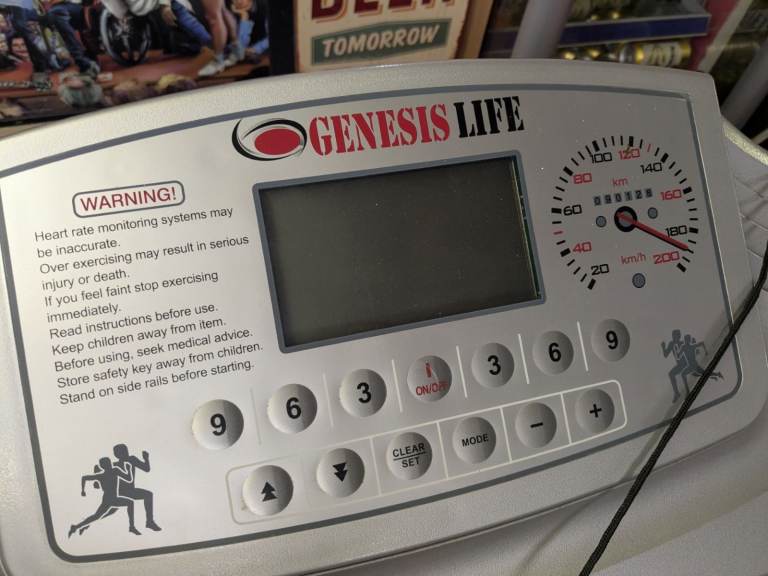 BEER
TOMORROW
GENESIS LIFE
WARNING!
Heart rate monitoring systems may
be inaccurate.
Over exercising may result in serious
injury or death.
If you feel faint stop exercising
immediately.
Read instructions before use.
Keep children away from item.
Before using, seek medical advice.
Store safety key away from children.
Stand on side rails before starting.
20
40
60
80
100
120
140
160
180
200
km
090125
km/h
9
6
3
ON/OFF
3
6
9
CLEAR
SET
MODE
−
+